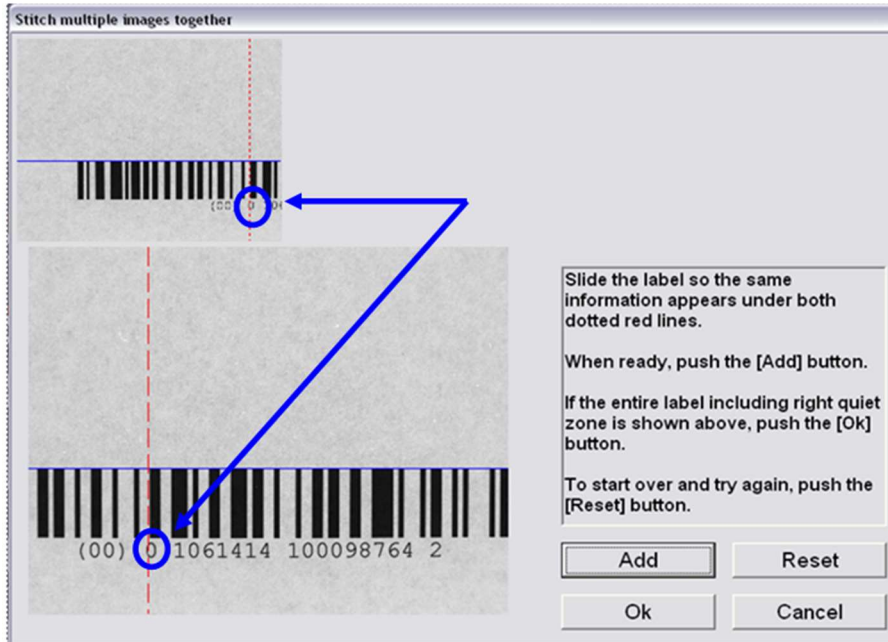 Stitch multiple images together
(00) 0
(00) 0 1061414 100098764 2
Slide the label so the same
information appears under both
dotted red lines.
When ready, push the [Add] button.
If the entire label including right quiet
zone is shown above, push the [Ok]
button.
To start over and try again, push the
[Reset] button.
Add
Reset
Ok
Cancel